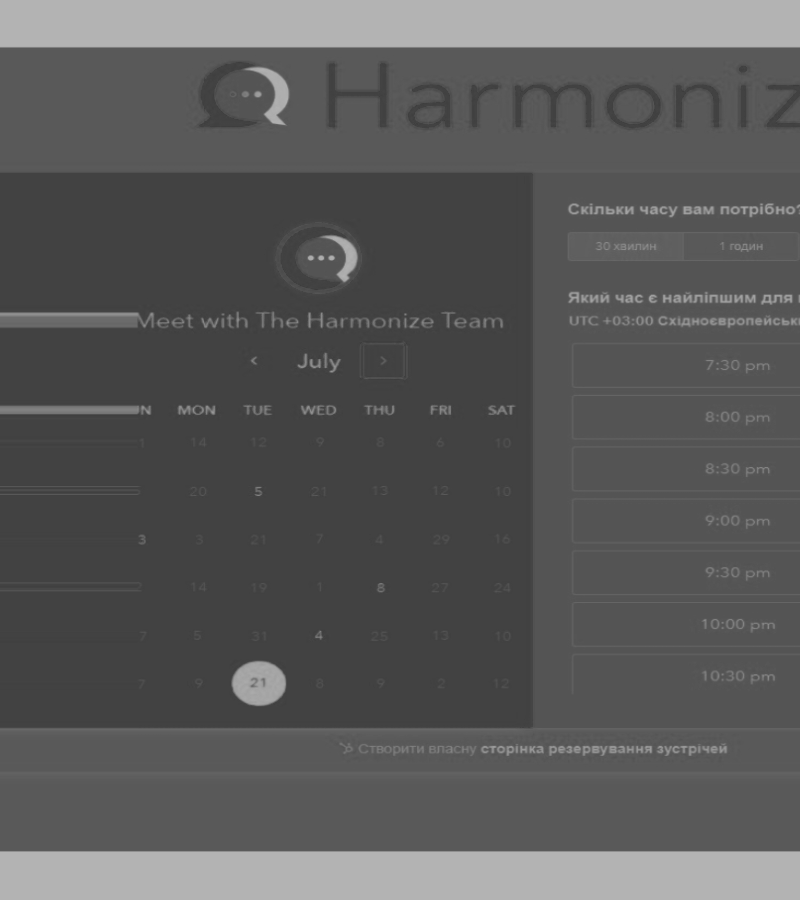 Harmoniz
Meet with The Harmonize Team
July
N MON TUE WED THU FRI SAT
1 14 12 9 8 6 10
20 5 21 13 12 10
3 3 21 7 4 29 16
14 19 1 8 27 24
7 5 31 4 25 13 10
7 9 21 8 9 2 12
Скільки часу вам потрібно?
30 хвилин 1 годин
Який час є найліпшим для
UTC +03:00 Східноєвропейськ
7:30 pm
8:00 pm
8:30 pm
9:00 pm
9:30 pm
10:00 pm
10:30 pm
Створити власну сторінка резервування зустрічей